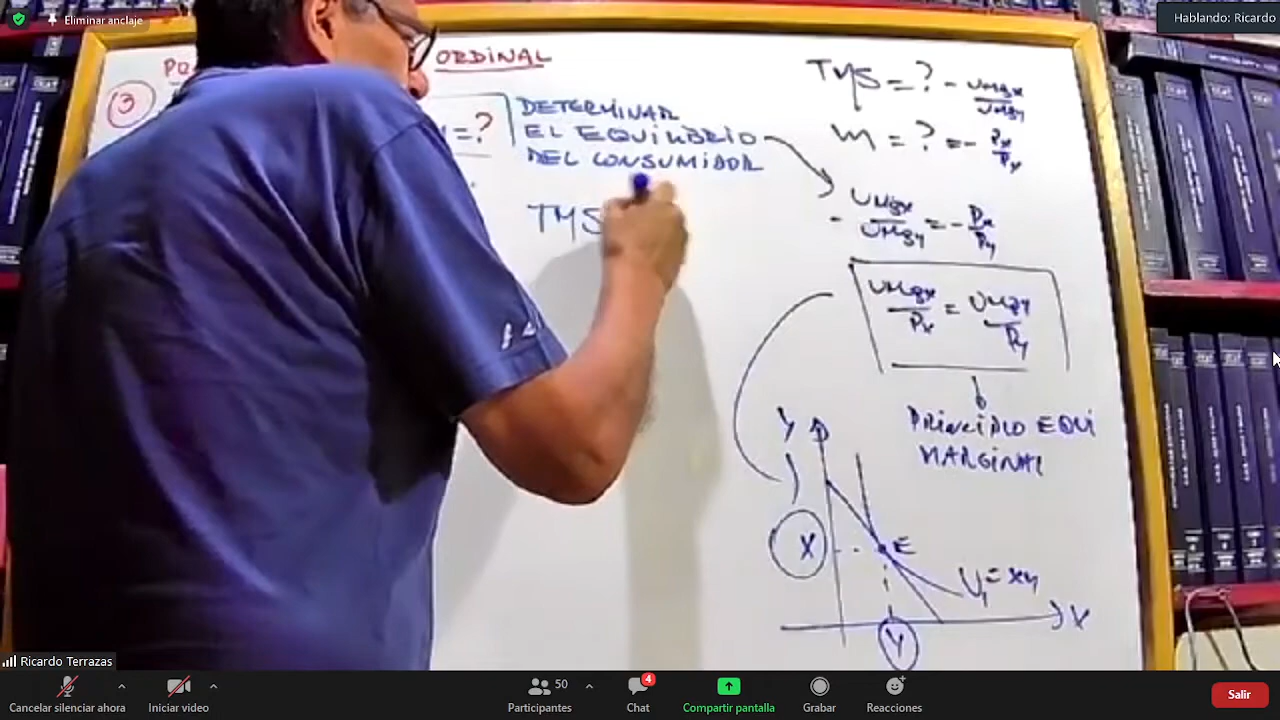 Eliminar anclaje
Hablando: Ricardo
ORDINAL
3
=?
DETERMINAR
EL EQUILIBRIO
DEL CONSUMIDOR
TMS
TMS = ? - UMgx/UMgy
m = ? = - Px/Py
- UMgx/UMgy = - Px/Py
UMgx/Px = UMgy/Py
PRINCIPIO EQUI
MARGINAL
Y
X
E
U₁ = xy
X
Y
Ricardo Terrazas
Cancelar silenciar ahora
Iniciar video
50
Participantes
4
Chat
Compartir pantalla
Grabar
Reacciones
Salir